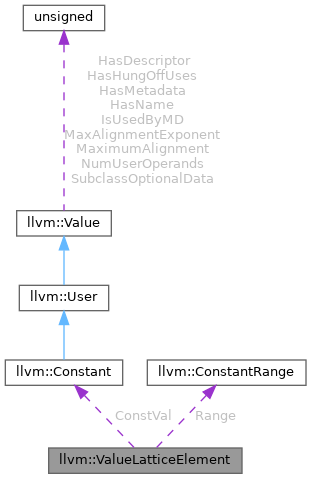 unsigned
HasDescriptor
HasHungOffUses
HasMetadata
HasName
IsUsedByMD
MaxAlignmentExponent
MaximumAlignment
NumUserOperands
SubclassOptionalData
llvm::Value
llvm::User
llvm::Constant
llvm::ConstantRange
ConstVal
Range
llvm::ValueLatticeElement